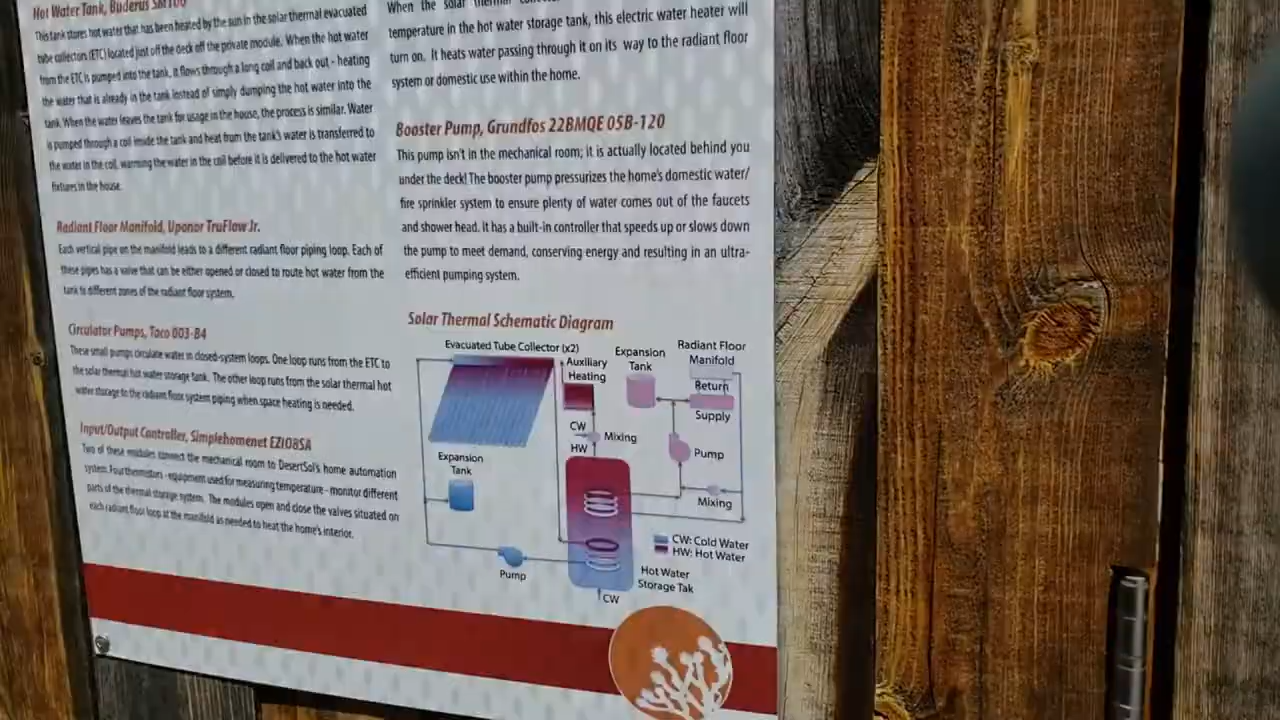 Hot Water Tank, Buderus SM100
This tank stores hot water that has been heated by the sun in the solar thermal evacuated
tube collectors (ETC) located just off the deck off the private module. When the hot water
from the ETC is pumped into the tank, it flows through a long coil and back out - heating
the water that is already in the tank instead of simply dumping the hot water into the
tank. When the water leaves the tank for usage in the house, the process is similar. Water
is pumped through a coil inside the tank and heat from the tank's water is transferred to
the water in the coil, warming the water in the coil before it is delivered to the hot water
fixtures in the house.
Radiant Floor Manifold, Uponor TruFlow Jr.
Each vertical pipe on the manifold leads to a different radiant floor piping loop. Each of
these pipes has a valve that can be either opened or closed to route hot water from the
tank to different zones of the radiant floor system.
Circulator Pumps, Taco 003-B4
These small pumps circulate water in closed-system loops. One loop runs from the ETC to
the solar thermal hot water storage tank. The other loop runs from the solar thermal hot
water storage to the radiant floor system piping when space heating is needed.
Input/Output Controller, Simplehomenet EZIO8SA
Two of these modules connect the mechanical room to DesertSol's home automation
system. Four thermistors - equipment used for measuring temperature - monitor different
parts of the thermal storage system. The modules open and close the valves situated on
each radiant floor loop at the manifold as needed to heat the home's interior.
When the solar thermal
temperature in the hot water storage tank, this electric water heater will
turn on. It heats water passing through it on its way to the radiant floor
system or domestic use within the home.
Booster Pump, Grundfos 22BMQE 05B-120
This pump isn't in the mechanical room; it is actually located behind you
under the deck! The booster pump pressurizes the home's domestic water/
fire sprinkler system to ensure plenty of water comes out of the faucets
and shower head. It has a built-in controller that speeds up or slows down
the pump to meet demand, conserving energy and resulting in an ultra-
efficient pumping system.
Solar Thermal Schematic Diagram
Evacuated Tube Collector (x2)
Auxiliary
Heating
Expansion
Tank
Radiant Floor
Manifold
Return
Supply
CW
HW
Mixing
Pump
Expansion
Tank
Mixing
CW: Cold Water
HW: Hot Water
Pump
Hot Water
Storage Tak
CW